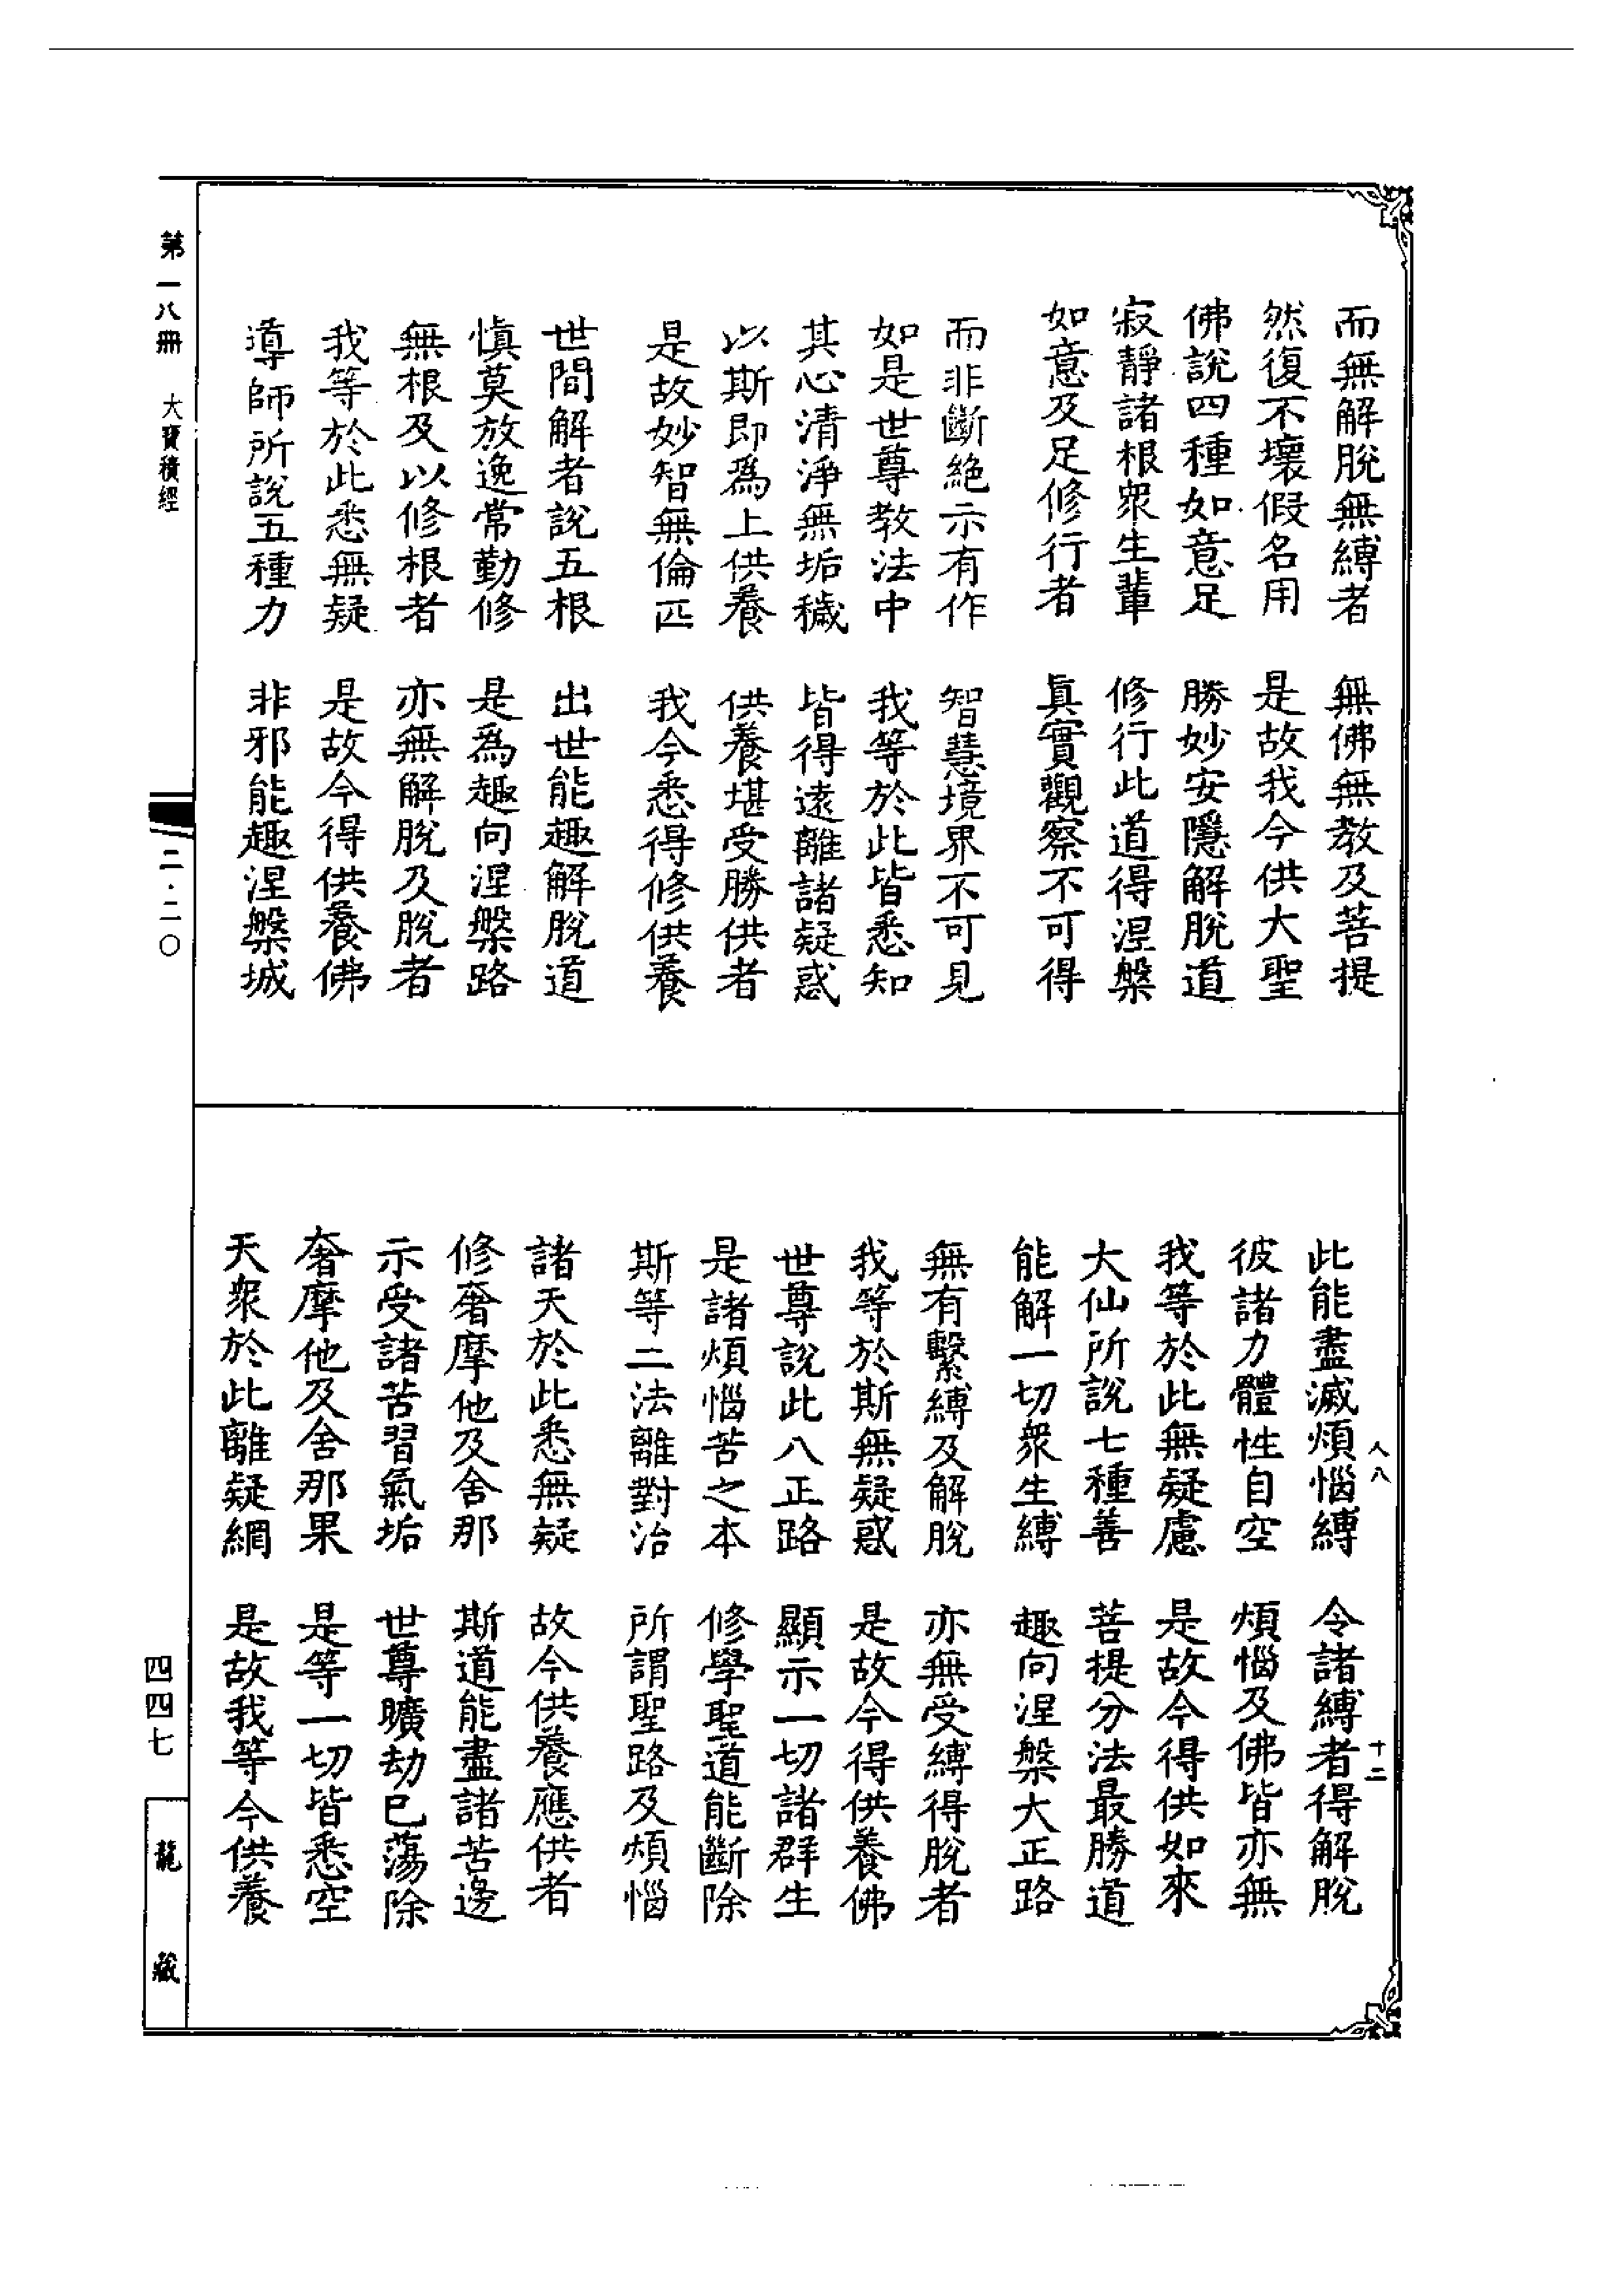 而無解脫無縛者　無佛無教及菩提
然復不壞假名用　是故我今供大聖
佛說四種如意足　勝妙安隱解脫道
寂靜諸根衆生輩　修行此道得涅槃
如意及足修行者　眞實觀察不可得
而非斷絶示有作　智慧境界不可見
如是世尊教法中　我等於此皆悉知
其心清淨無垢穢　皆得遠離諸疑惑
以斯即爲上供養　供養堪受勝供者
是故妙智無倫匹　我今悉得修供養
世間解者說五根　出世能趣解脫道
慎莫放逸常勤修　是爲趣向涅槃路
無根及以修根者　亦無解脫及脫者
我等於此悉無疑　是故今得供養佛
導師所說五種力　非邪能趣涅槃城
第一八冊　大寶積經
二·二〇
人八　十二
此能盡滅煩惱縛　令諸縛者得解脫
彼諸力體性自空　煩惱及佛皆亦無
我等於此無疑慮　是故今得供如來
大仙所說七種善　菩提分法最勝道
能解一切衆生縛　趣向涅槃大正路
無有繫縛及解脫　亦無受縛得脫者
我等於斯無疑惑　是故今得供養佛
世尊說此八正路　顯示一切諸群生
是諸煩惱苦之本　修學聖道能斷除
斯等二法離對治　所謂聖路及煩惱
諸天於此悉無疑　故今供養應供者
修奢摩他及舍那　斯道能盡諸苦邊
示受諸苦習氣垢　世尊曠劫已蕩除
奢摩他及舍那果　是等一切皆悉空
天衆於此離疑網　是故我等今供養
四四七
龍藏